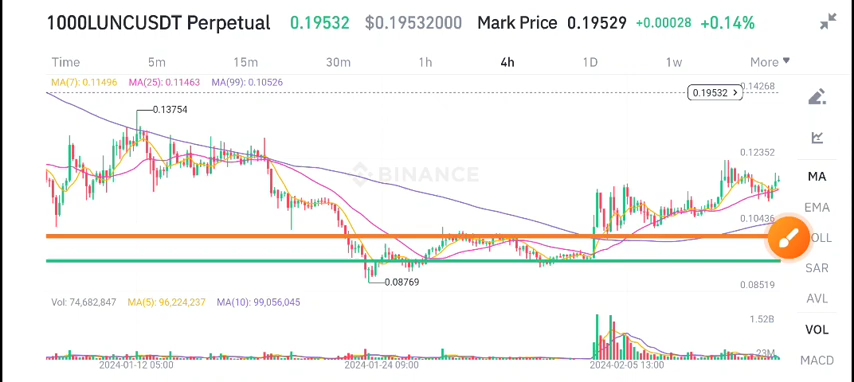 1000LUNCUSDT Perpetual 0.19532 $0.19532000 Mark Price 0.19529 +0.00028 +0.14%
Time 5m 15m 30m 1h 4h 1D 1w More
MA(7): 0.11496 MA(25): 0.11463 MA(99): 0.10526
0.14268
0.19532 >
0.13754
0.12352
BINANCE
MA
EMA
0.10436
OLL
SAR
0.08769
0.08519
AVL
Vol: 74,682,847 MA(5): 96,224,237 MA(10): 99,056,045
1.52B
VOL
23M
2024-01-12 05:00 2024-01-24 09:00 2024-02-05 13:00
MACD